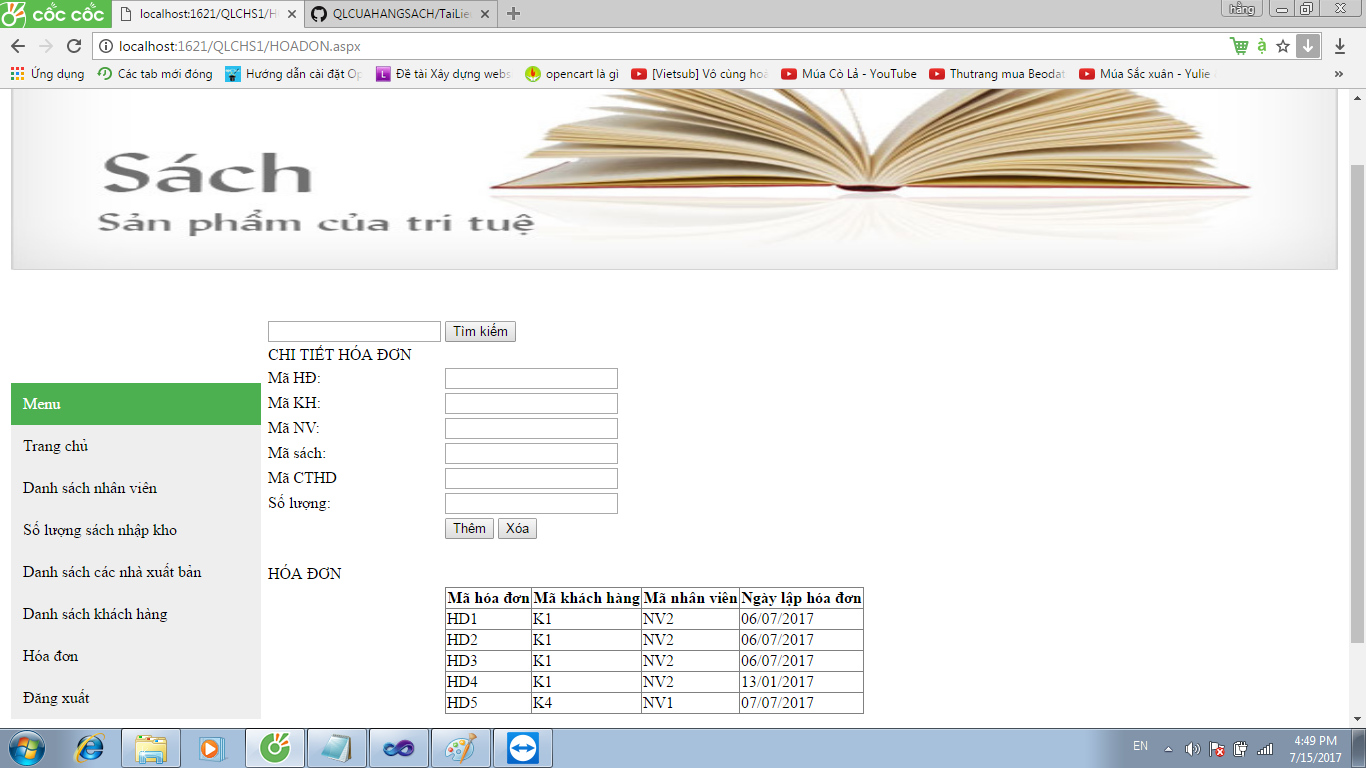 cốc cốc
localhost:1621/QLCHS1/H
QLCUAHANGSACH/TaiLie
hằng
localhost:1621/QLCHS1/HOADON.aspx
Ứng dụng
Các tab mới đóng
Hướng dẫn cài đặt Op
Đề tài Xây dựng webs
opencart là gì
[Vietsub] Vô cùng hoà
Múa Cò Lả - YouTube
Thutrang mua Beodat
Múa Sắc xuân - Yulie
Sách
Sản phẩm của trí tuệ
Tìm kiếm
CHI TIẾT HÓA ĐƠN
Mã HĐ:
Mã KH:
Mã NV:
Mã sách:
Mã CTHD
Số lượng:
Thêm Xóa
Menu
Trang chủ
Danh sách nhân viên
Số lượng sách nhập kho
Danh sách các nhà xuất bản
Danh sách khách hàng
Hóa đơn
Đăng xuất
HÓA ĐƠN
Mã hóa đơn Mã khách hàng Mã nhân viên Ngày lập hóa đơn
HD1 K1 NV2 06/07/2017
HD2 K1 NV2 06/07/2017
HD3 K1 NV2 06/07/2017
HD4 K1 NV2 13/01/2017
HD5 K4 NV1 07/07/2017
EN
4:49 PM
7/15/2017